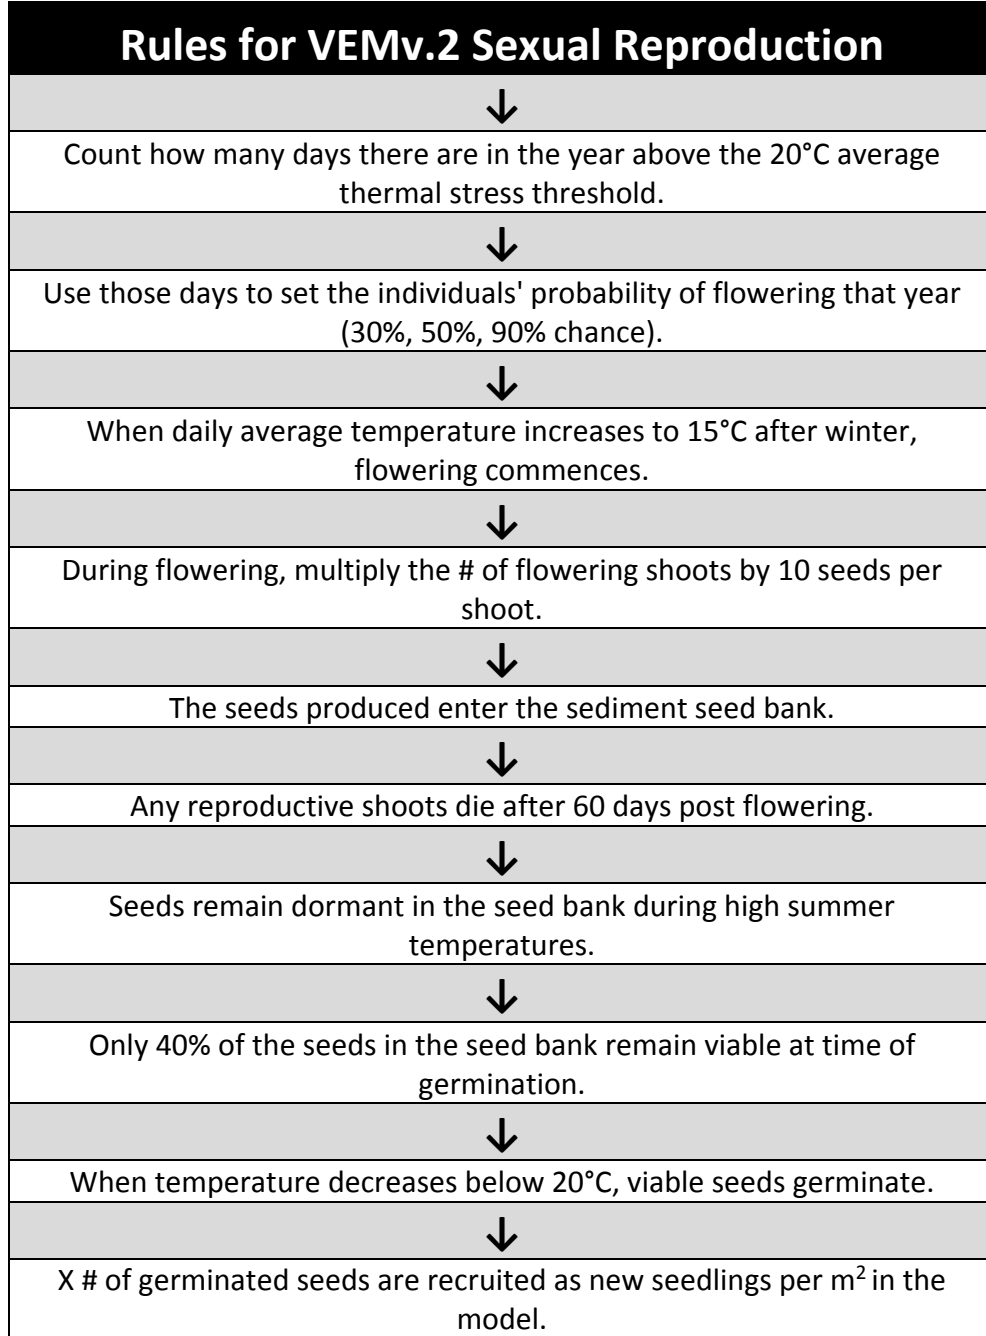 Rules for VEMv.2 Sexual Reproduction
↓
Count how many days there are in the year above the 20°C average
thermal stress threshold.
↓
Use those days to set the individuals' probability of flowering that year
(30%, 50%, 90% chance).
↓
When daily average temperature increases to 15°C after winter,
flowering commences.
↓
During flowering, multiply the # of flowering shoots by 10 seeds per
shoot.
↓
The seeds produced enter the sediment seed bank.
↓
Any reproductive shoots die after 60 days post flowering.
↓
Seeds remain dormant in the seed bank during high summer
temperatures.
↓
Only 40% of the seeds in the seed bank remain viable at time of
germination.
↓
When temperature decreases below 20°C, viable seeds germinate.
↓
X # of germinated seeds are recruited as new seedlings per m² in the
model.